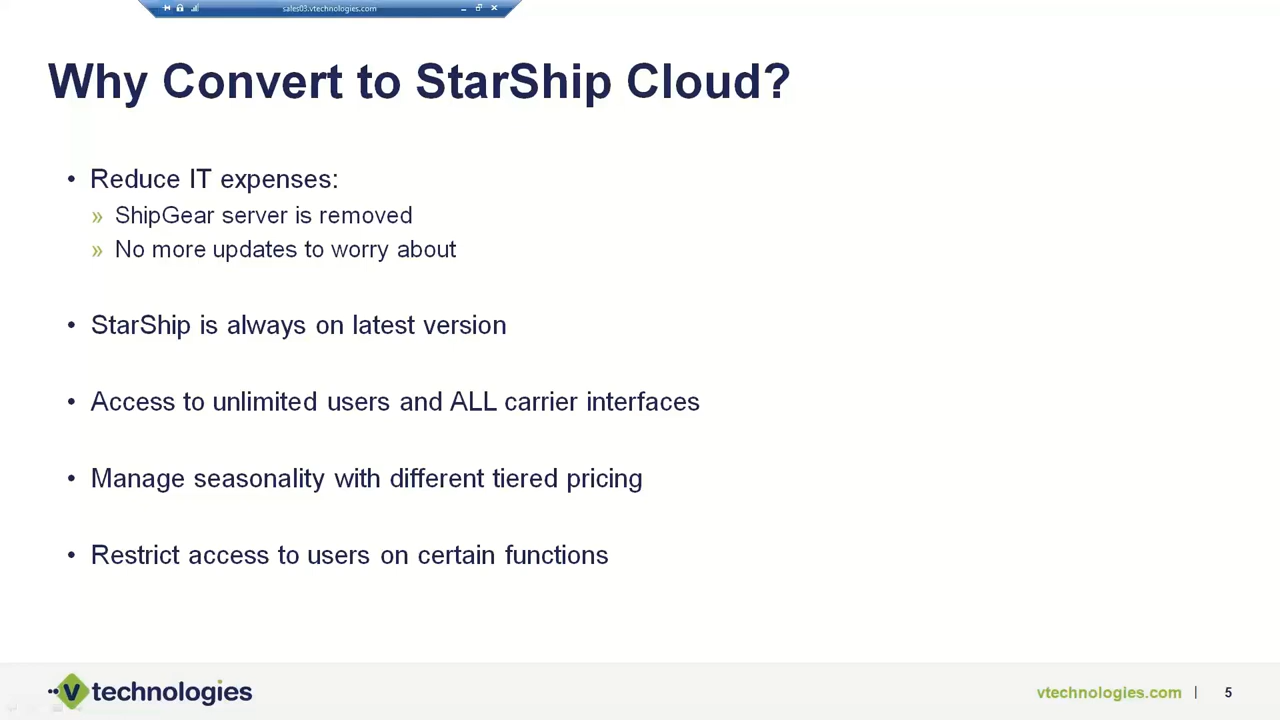 sales03.vtechnologies.com
Why Convert to StarShip Cloud?
• Reduce IT expenses:
» ShipGear server is removed
» No more updates to worry about
• StarShip is always on latest version
• Access to unlimited users and ALL carrier interfaces
• Manage seasonality with different tiered pricing
• Restrict access to users on certain functions
V technologies
vtechnologies.com | 5